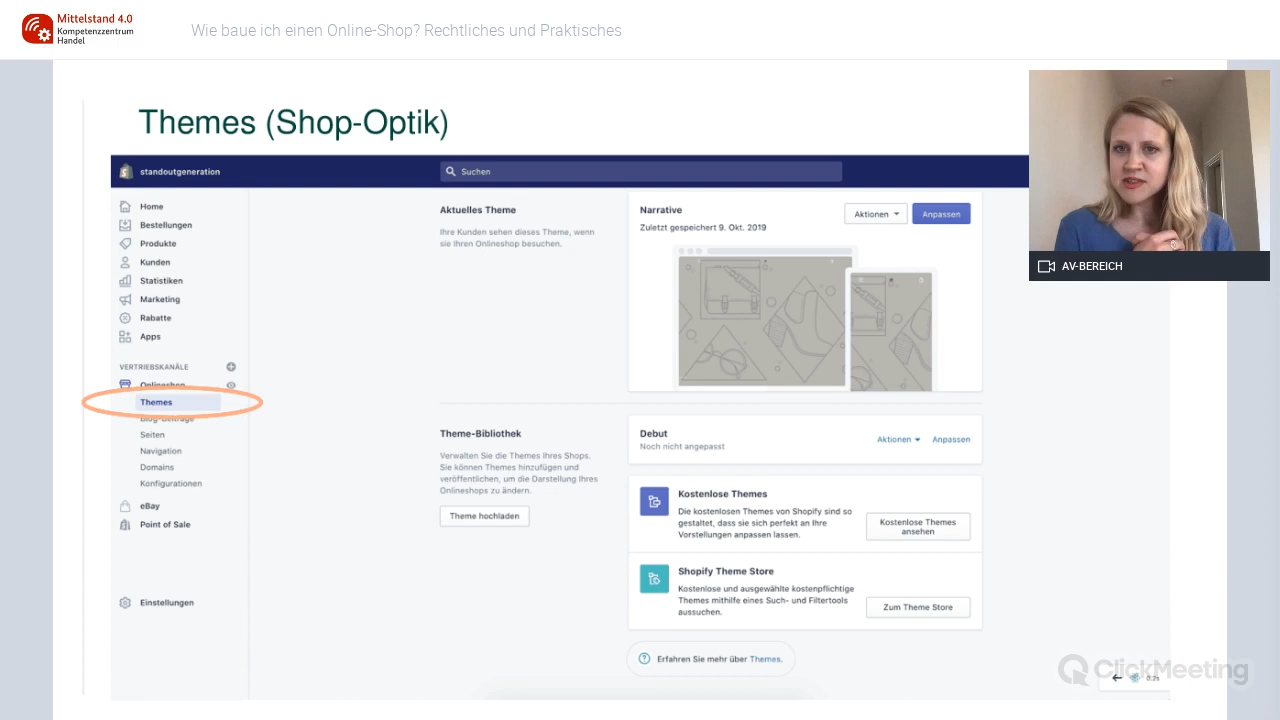 Mittelstand 4.0
Kompetenzzentrum
Handel
Wie baue ich einen Online-Shop? Rechtliches und Praktisches
Themes (Shop-Optik)
standoutgeneration
Suchen
Home
Bestellungen
Produkte
Kunden
Statistiken
Marketing
Rabatte
Apps
VERTRIEBSKANÄLE
Onlineshop
Themes
Blog-Beiträge
Seiten
Navigation
Domains
Konfigurationen
eBay
Point of Sale
Einstellungen
Aktuelles Theme
Ihre Kunden sehen dieses Theme, wenn
sie Ihren Onlineshop besuchen.
Narrative
Zuletzt gespeichert 9. Okt. 2019
Aktionen
Anpassen
Theme-Bibliothek
Verwalten Sie die Themes Ihres Shops.
Sie können Themes hinzufügen und
veröffentlichen, um die Darstellung Ihres
Onlineshops zu ändern.
Theme hochladen
Debut
Noch nicht angepasst
Aktionen
Anpassen
Kostenlose Themes
Die kostenlosen Themes von Shopify sind so
gestaltet, dass sie sich perfekt an Ihre
Vorstellungen anpassen lassen.
Kostenlose Themes
ansehen
Shopify Theme Store
Kostenlose und ausgewählte kostenpflichtige
Themes mithilfe eines Such- und Filtertools
aussuchen.
Zum Theme Store
Erfahren Sie mehr über Themes.
AV-BEREICH
ClickMeeting